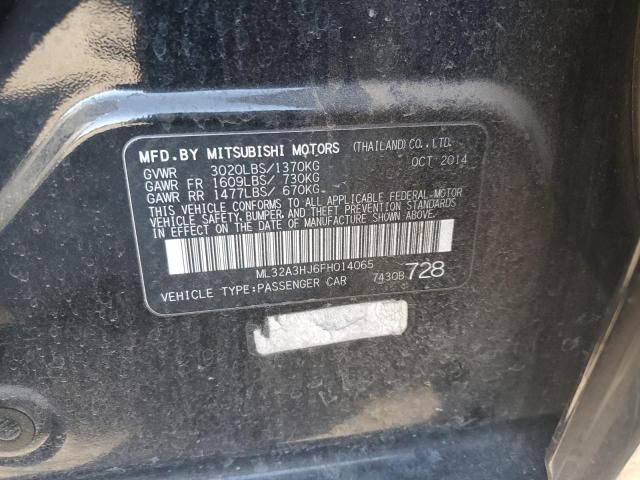 MFD.BY MITSUBISHI MOTORS (THAILAND) CO., LTD.
GVWR 3020LBS/1370KG OCT 2014
GAWR FR 1609LBS/ 730KG
GAWR RR 1477LBS/ 670KG
THIS VEHICLE CONFORMS TO ALL APPLICABLE FEDERAL MOTOR
VEHICLE SAFETY, BUMPER, AND THEFT PREVENTION STANDARDS
IN EFFECT ON THE DATE OF MANUFACTURE SHOWN ABOVE.
ML32A3HJ6FH014065
VEHICLE TYPE:PASSENGER CAR 7430B 728